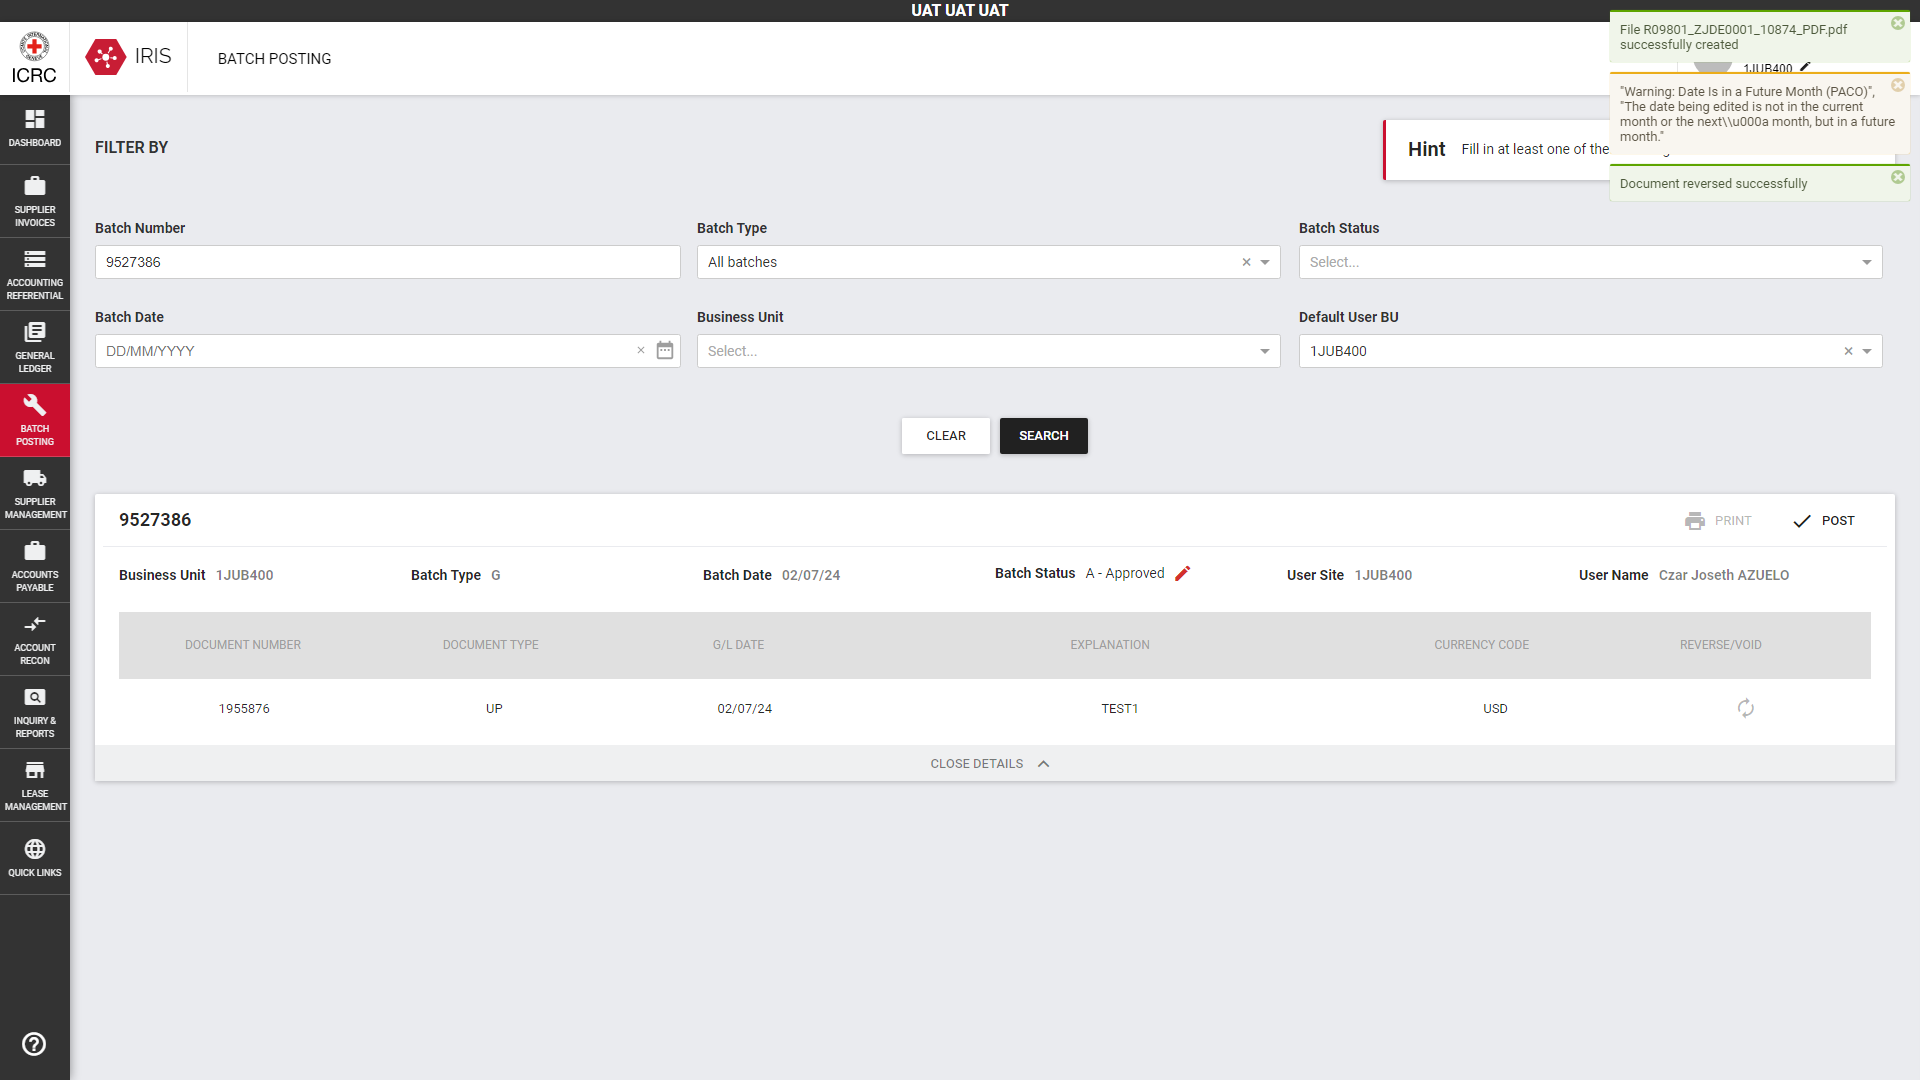 UAT UAT UAT
ICRC
IRIS
BATCH POSTING
1JUB400
File R09801_ZJDE0001_10874_PDF.pdf
successfully created
"Warning: Date Is in a Future Month (PACO)",
"The date being edited is not in the current
month or the next\\u000a month, but in a future
month."
Document reversed successfully
DASHBOARD
SUPPLIER
INVOICES
ACCOUNTING
REFERENTIAL
GENERAL
LEDGER
BATCH
POSTING
SUPPLIER
MANAGEMENT
ACCOUNTS
PAYABLE
ACCOUNT
RECON
INQUIRY &
REPORTS
LEASE
MANAGEMENT
QUICK LINKS
FILTER BY
Hint Fill in at least one of the
Batch Number
9527386
Batch Type
All batches
Batch Status
Select...
Batch Date
DD/MM/YYYY
Business Unit
Select...
Default User BU
1JUB400
CLEAR
SEARCH
9527386
PRINT
POST
Business Unit 1JUB400
Batch Type G
Batch Date 02/07/24
Batch Status A - Approved
User Site 1JUB400
User Name Czar Joseth AZUELO
DOCUMENT NUMBER DOCUMENT TYPE G/L DATE EXPLANATION CURRENCY CODE REVERSE/VOID
1955876 UP 02/07/24 TEST1 USD
CLOSE DETAILS